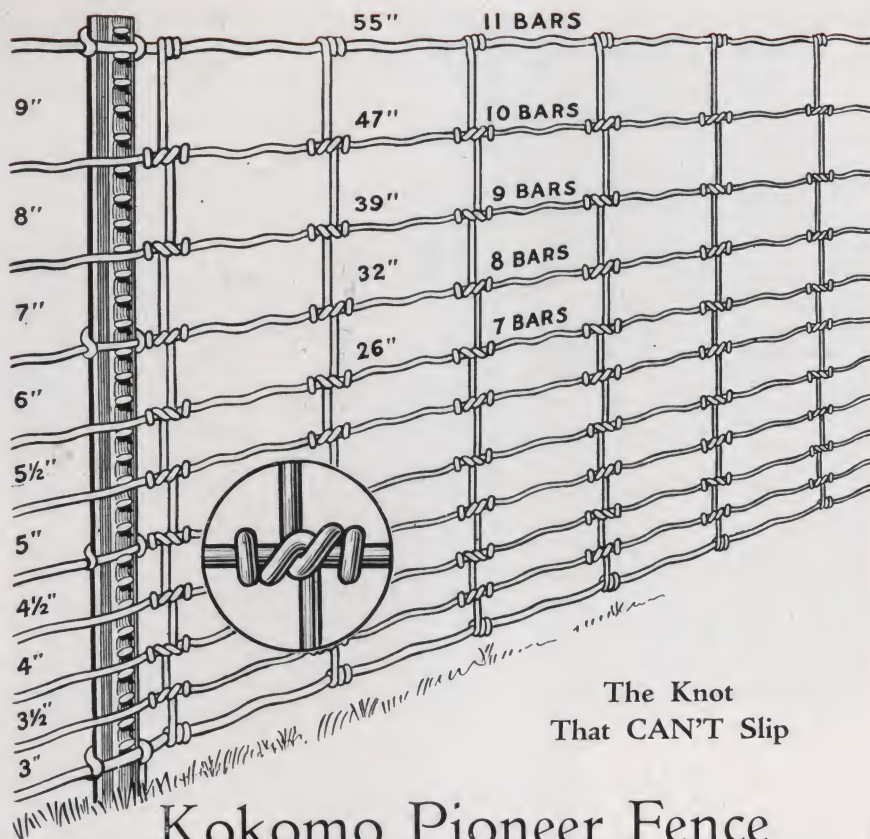 55" 11 BARS
9"
47" 10 BARS
8"
39" 9 BARS
32" 8 BARS
7"
26" 7 BARS
6"
5½"
5"
4½"
4"
3½"
3"
The Knot
That CAN'T Slip
Kokomo Pioneer Fence